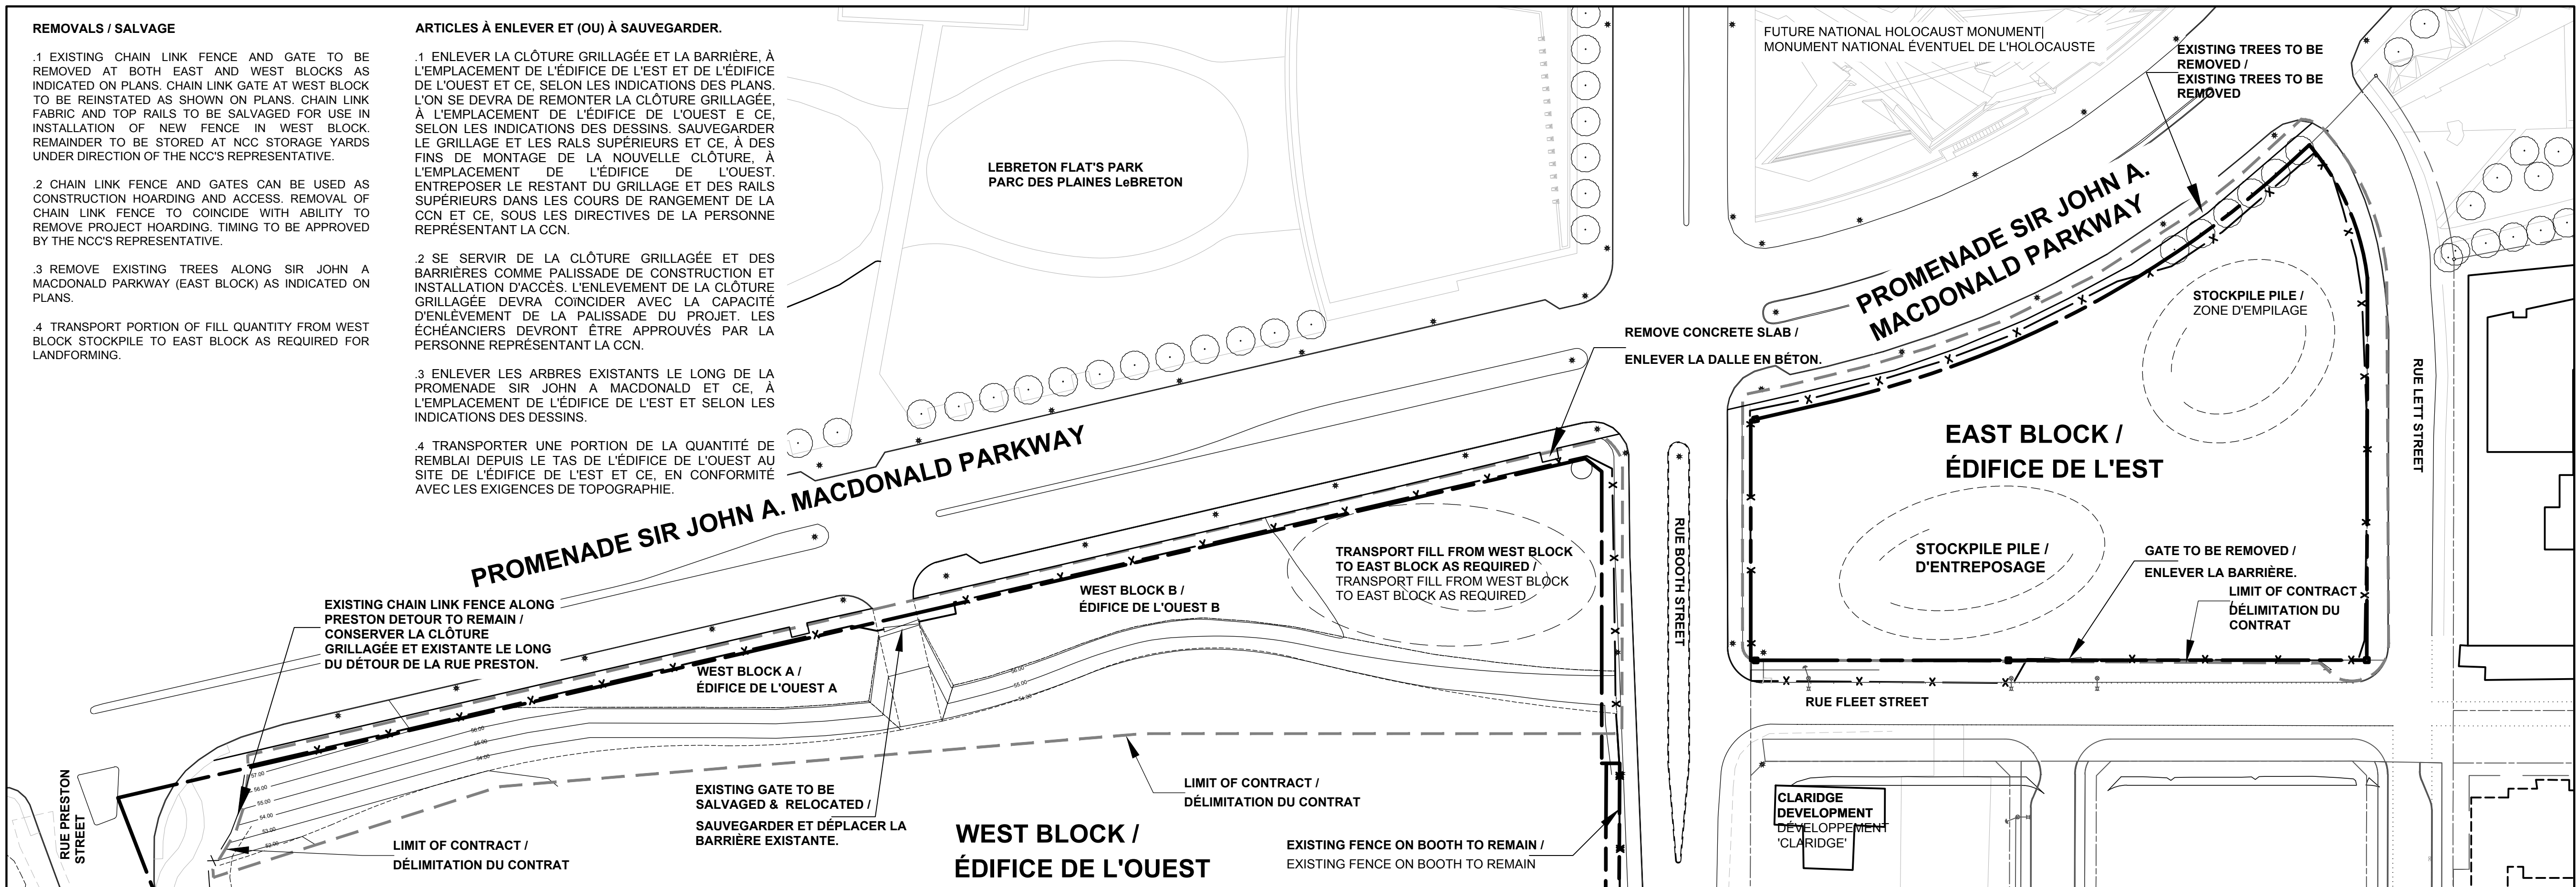 REMOVALS / SALVAGE
.1 EXISTING CHAIN LINK FENCE AND GATE TO BE
REMOVED AT BOTH EAST AND WEST BLOCKS AS
INDICATED ON PLANS. CHAIN LINK GATE AT WEST BLOCK
TO BE REINSTATED AS SHOWN ON PLANS. CHAIN LINK
FABRIC AND TOP RAILS TO BE SALVAGED FOR USE IN
INSTALLATION OF NEW FENCE IN WEST BLOCK.
REMAINDER TO BE STORED AT NCC STORAGE YARDS
UNDER DIRECTION OF THE NCC'S REPRESENTATIVE.
.2 CHAIN LINK FENCE AND GATES CAN BE USED AS
CONSTRUCTION HOARDING AND ACCESS. REMOVAL OF
CHAIN LINK FENCE TO COINCIDE WITH ABILITY TO
REMOVE PROJECT HOARDING. TIMING TO BE APPROVED
BY THE NCC'S REPRESENTATIVE.
.3 REMOVE EXISTING TREES ALONG SIR JOHN A
MACDONALD PARKWAY (EAST BLOCK) AS INDICATED ON
PLANS.
.4 TRANSPORT PORTION OF FILL QUANTITY FROM WEST
BLOCK STOCKPILE TO EAST BLOCK AS REQUIRED FOR
LANDFORMING.
ARTICLES À ENLEVER ET (OU) À SAUVEGARDER.
.1 ENLEVER LA CLÔTURE GRILLAGÉE ET LA BARRIÈRE, À
L'EMPLACEMENT DE L'ÉDIFICE DE L'EST ET DE L'ÉDIFICE
DE L'OUEST ET CE, SELON LES INDICATIONS DES PLANS.
L'ON SE DEVRA DE REMONTER LA CLÔTURE GRILLAGÉE,
À L'EMPLACEMENT DE L'ÉDIFICE DE L'OUEST E CE,
SELON LES INDICATIONS DES DESSINS. SAUVEGARDER
LE GRILLAGE ET LES RALS SUPÉRIEURS ET CE, À DES
FINS DE MONTAGE DE LA NOUVELLE CLÔTURE, À
L'EMPLACEMENT DE L'ÉDIFICE DE L'OUEST.
ENTREPOSER LE RESTANT DU GRILLAGE ET DES RAILS
SUPÉRIEURS DANS LES COURS DE RANGEMENT DE LA
CCN ET CE, SOUS LES DIRECTIVES DE LA PERSONNE
REPRÉSENTANT LA CCN.
.2 SE SERVIR DE LA CLÔTURE GRILLAGÉE ET DES
BARRIÈRES COMME PALISSADE DE CONSTRUCTION ET
INSTALLATION D'ACCÈS. L'ENLEVEMENT DE LA CLÔTURE
GRILLAGÉE DEVRA COïNCIDER AVEC LA CAPACITÉ
D'ENLÈVEMENT DE LA PALISSADE DU PROJET. LES
ÉCHÉANCIERS DEVRONT ÊTRE APPROUVÉS PAR LA
PERSONNE REPRÉSENTANT LA CCN.
.3 ENLEVER LES ARBRES EXISTANTS LE LONG DE LA
PROMENADE SIR JOHN A MACDONALD ET CE, À
L'EMPLACEMENT DE L'ÉDIFICE DE L'EST ET SELON LES
INDICATIONS DES DESSINS.
.4 TRANSPORTER UNE PORTION DE LA QUANTITÉ DE
REMBLAI DEPUIS LE TAS DE L'ÉDIFICE DE L'OUEST AU
SITE DE L'ÉDIFICE DE L'EST ET CE, EN CONFORMITÉ
AVEC LES EXIGENCES DE TOPOGRAPHIE.
LEBRETON FLAT'S PARK
PARC DES PLAINES LeBRETON
FUTURE NATIONAL HOLOCAUST MONUMENT|
MONUMENT NATIONAL ÉVENTUEL DE L'HOLOCAUSTE
EXISTING TREES TO BE
REMOVED /
EXISTING TREES TO BE
REMOVED
PROMENADE SIR JOHN A.
MACDONALD PARKWAY
STOCKPILE PILE /
ZONE D'EMPILAGE
REMOVE CONCRETE SLAB /
ENLEVER LA DALLE EN BÉTON.
RUE LETT STREET
EAST BLOCK /
ÉDIFICE DE L'EST
PROMENADE SIR JOHN A. MACDONALD PARKWAY
RUE BOOTH STREET
TRANSPORT FILL FROM WEST BLOCK
TO EAST BLOCK AS REQUIRED /
TRANSPORT FILL FROM WEST BLOCK
TO EAST BLOCK AS REQUIRED
STOCKPILE PILE /
D'ENTREPOSAGE
GATE TO BE REMOVED /
ENLEVER LA BARRIÈRE.
LIMIT OF CONTRACT /
DÉLIMITATION DU
CONTRAT
WEST BLOCK B /
ÉDIFICE DE L'OUEST B
EXISTING CHAIN LINK FENCE ALONG
PRESTON DETOUR TO REMAIN /
CONSERVER LA CLÔTURE
GRILLAGÉE ET EXISTANTE LE LONG
DU DÉTOUR DE LA RUE PRESTON.
WEST BLOCK A /
ÉDIFICE DE L'OUEST A
56.00
55.00
54.00
RUE FLEET STREET
56.00
55.00
54.00
57.00
56.00
55.00
54.00
53.00
52.00
RUE PRESTON
STREET
EXISTING GATE TO BE
SALVAGED & RELOCATED /
SAUVEGARDER ET DÉPLACER LA
BARRIÈRE EXISTANTE.
LIMIT OF CONTRACT /
DÉLIMITATION DU CONTRAT
CLARIDGE
DEVELOPMENT
DÉVELOPPEMENT
'CLARIDGE'
LIMIT OF CONTRACT /
DÉLIMITATION DU CONTRAT
WEST BLOCK /
ÉDIFICE DE L'OUEST
EXISTING FENCE ON BOOTH TO REMAIN /
EXISTING FENCE ON BOOTH TO REMAIN